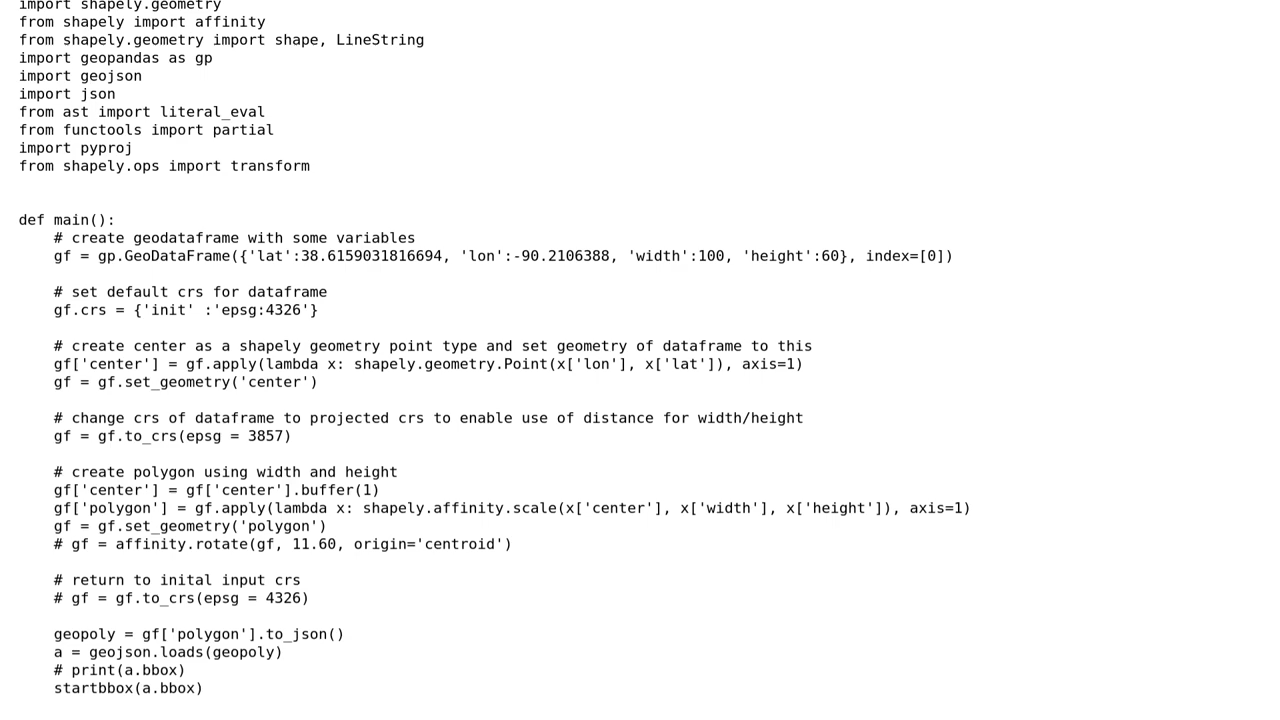 import shapely.geometry
from shapely import affinity
from shapely.geometry import shape, LineString
import geopandas as gp
import geojson
import json
from ast import literal_eval
from functools import partial
import pyproj
from shapely.ops import transform
def main():
# create geodataframe with some variables
gf = gp.GeoDataFrame({'lat':38.6159031816694, 'lon':-90.2106388, 'width':100, 'height':60}, index=[0])
# set default crs for dataframe
gf.crs = {'init' :'epsg:4326'}
# create center as a shapely geometry point type and set geometry of dataframe to this
gf['center'] = gf.apply(lambda x: shapely.geometry.Point(x['lon'], x['lat']), axis=1)
gf = gf.set_geometry('center')
# change crs of dataframe to projected crs to enable use of distance for width/height
gf = gf.to_crs(epsg = 3857)
# create polygon using width and height
gf['center'] = gf['center'].buffer(1)
gf['polygon'] = gf.apply(lambda x: shapely.affinity.scale(x['center'], x['width'], x['height']), axis=1)
gf = gf.set_geometry('polygon')
# gf = affinity.rotate(gf, 11.60, origin='centroid')
# return to inital input crs
# gf = gf.to_crs(epsg = 4326)
geopoly = gf['polygon'].to_json()
a = geojson.loads(geopoly)
# print(a.bbox)
startbbox(a.bbox)